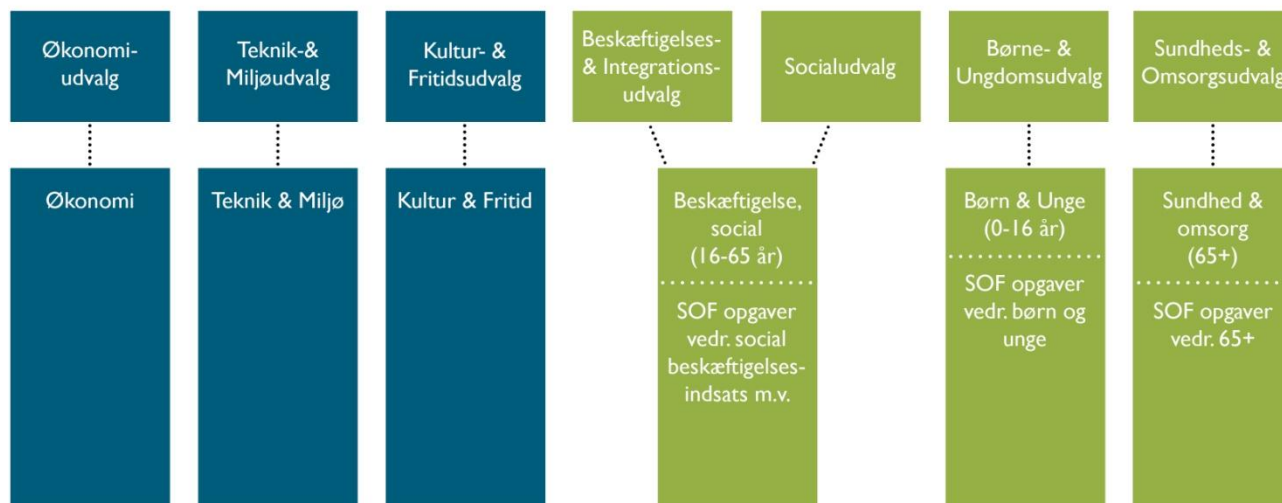 Økonomi-
udvalg
Teknik-&
Miljøudvalg
Kultur- &
Fritidsudvalg
Beskæftigelses-
& Integrations-
udvalg
Socialudvalg
Børne- &
Ungdomsudvalg
Sundheds- &
Omsorgsudvalg
Økonomi
Teknik & Miljø
Kultur & Fritid
Beskæftigelse,
social
(16-65 år)
SOF opgaver
vedr. social
beskæftigelses-
indsats m.v.
Børn & Unge
(0-16 år)
SOF opgaver
vedr. børn og
unge
Sundhed &
omsorg
(65+)
SOF opgaver
vedr. 65+